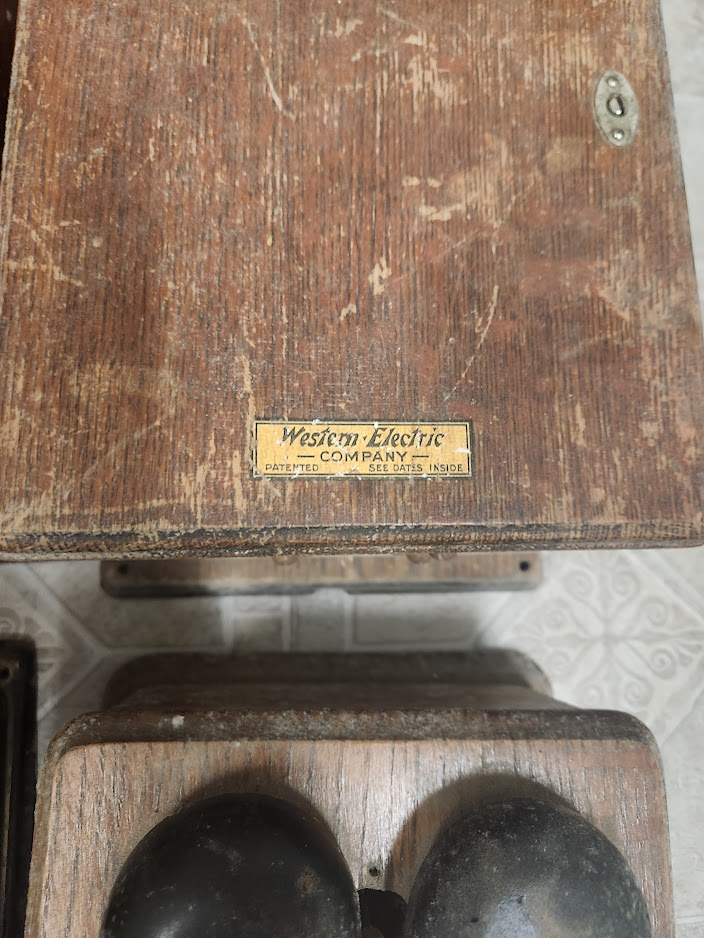 Western·Electric
— COMPANY —
PATENTED SEE DATES INSIDE